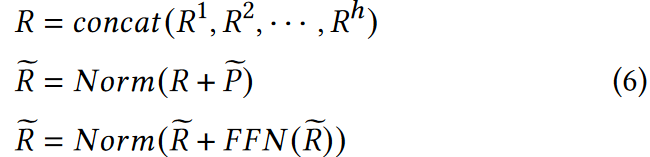 R = concat(R¹, R², ⋯ , Rʰ)
R̃ = Norm(R + P̃)
(6)
R̃ = Norm(R̃ + FFN(R̃))